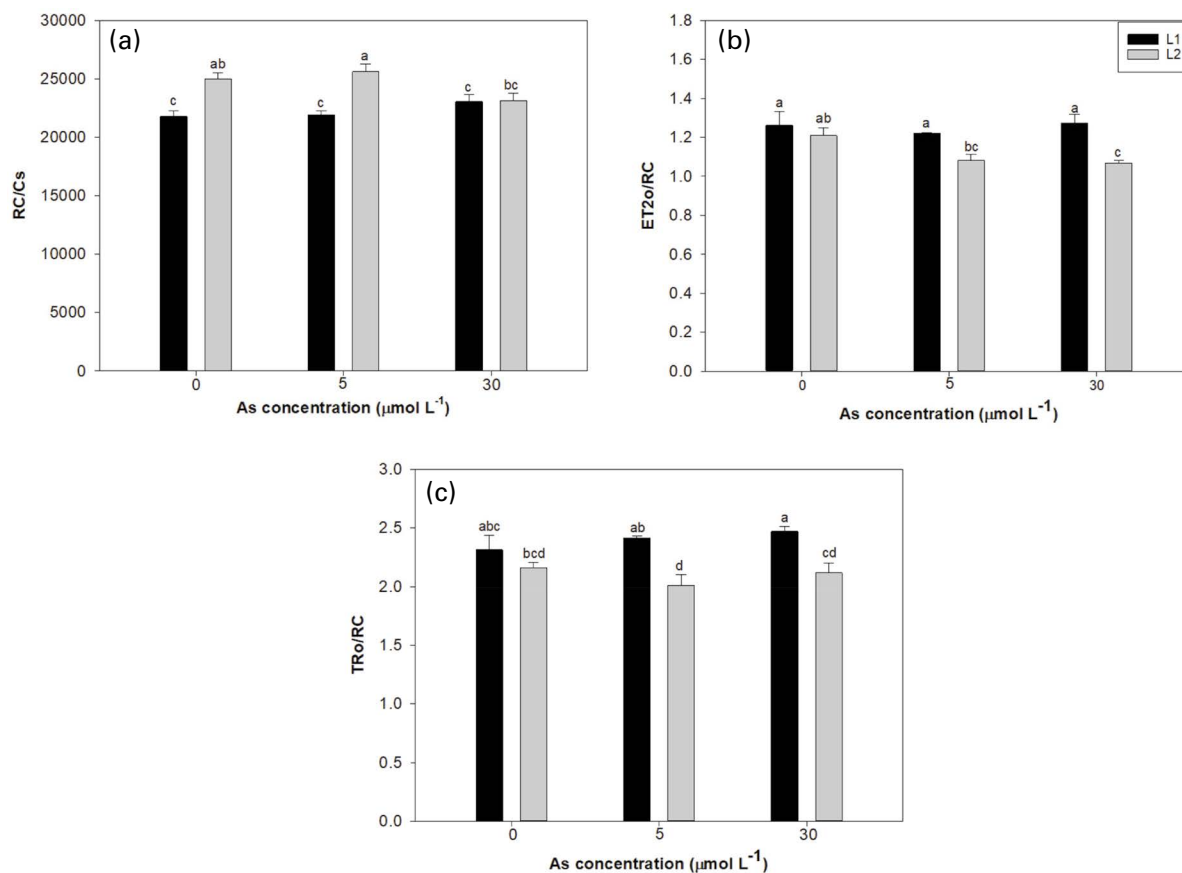 (a)
30000
25000
20000
15000
10000
5000
0
RC/Cs
c
ab
c
a
c
bc
0 5 30
As concentration (µmol L⁻¹)
(b)
L1
L2
1.8
1.6
1.4
1.2
1.0
0.8
0.6
0.4
0.2
0.0
ET2o/RC
a
ab
a
bc
a
c
0 5 30
As concentration (µmol L⁻¹)
(c)
3.0
2.5
2.0
1.5
1.0
0.5
0.0
TRo/RC
abc
bcd
ab
d
a
cd
0 5 30
As concentration (µmol L⁻¹)